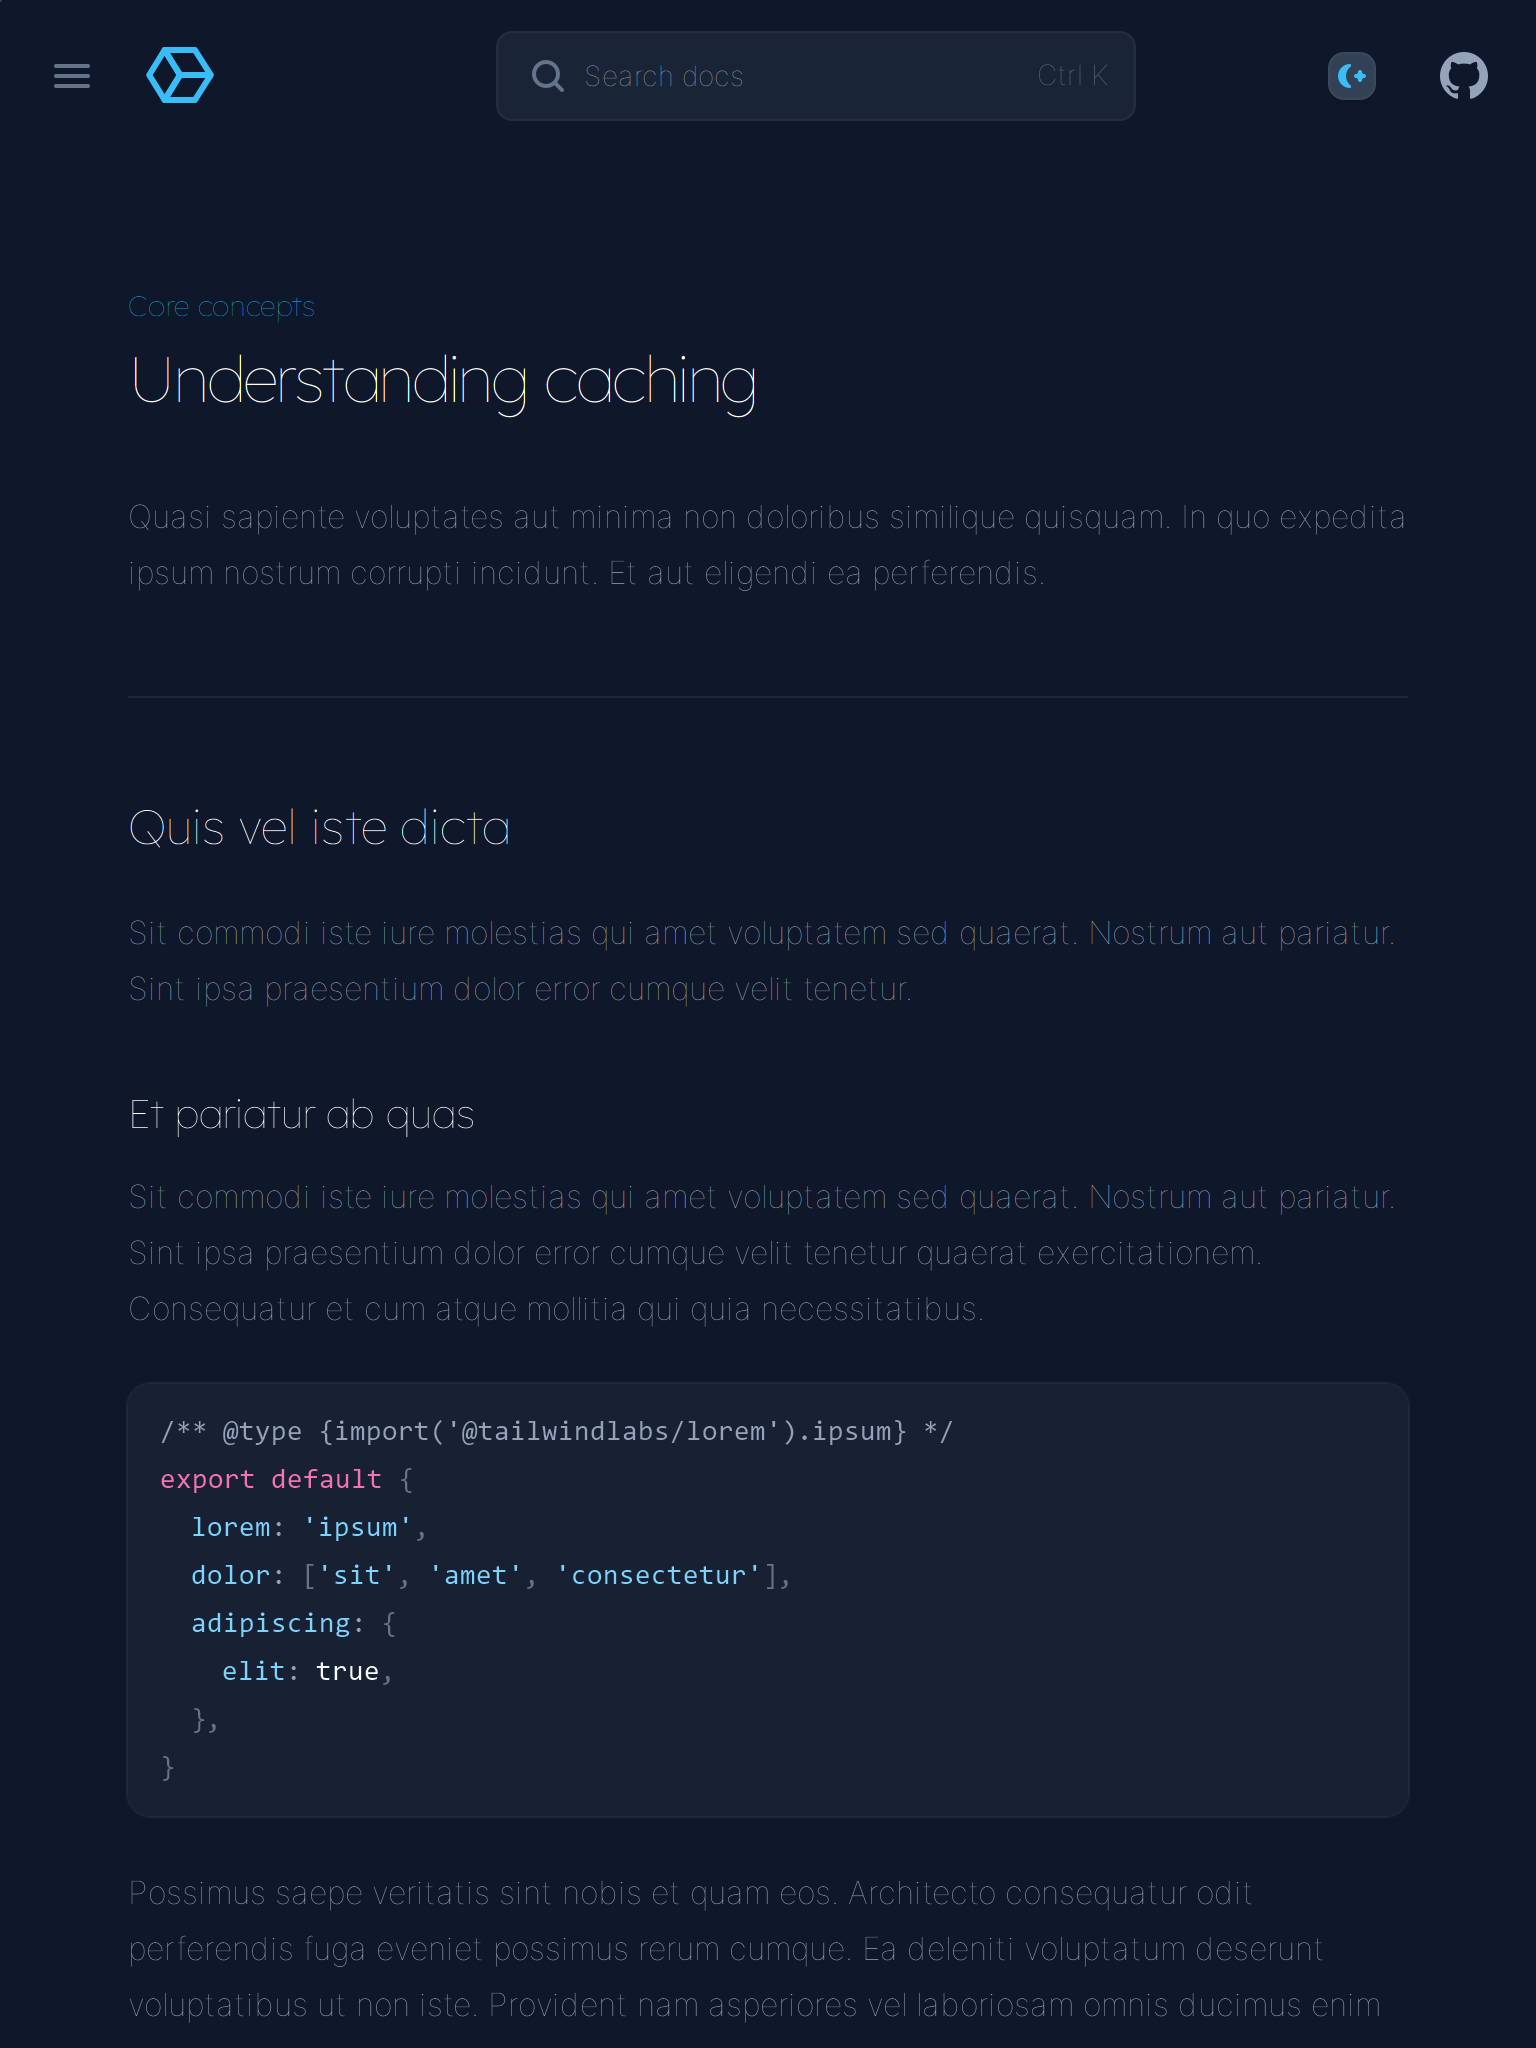 Search docs
Ctrl K
Core concepts
Understanding caching
Quasi sapiente voluptates aut minima non doloribus similique quisquam. In quo expedita
ipsum nostrum corrupti incidunt. Et aut eligendi ea perferendis.
Quis vel iste dicta
Sit commodi iste iure molestias qui amet voluptatem sed quaerat. Nostrum aut pariatur.
Sint ipsa praesentium dolor error cumque velit tenetur.
Et pariatur ab quas
Sit commodi iste iure molestias qui amet voluptatem sed quaerat. Nostrum aut pariatur.
Sint ipsa praesentium dolor error cumque velit tenetur quaerat exercitationem.
Consequatur et cum atque mollitia qui quia necessitatibus.
/** @type {import('@tailwindlabs/lorem').ipsum} */
export default {
  lorem: 'ipsum',
  dolor: ['sit', 'amet', 'consectetur'],
  adipiscing: {
    elit: true,
  },
}
Possimus saepe veritatis sint nobis et quam eos. Architecto consequatur odit
perferendis fuga eveniet possimus rerum cumque. Ea deleniti voluptatum deserunt
voluptatibus ut non iste. Provident nam asperiores vel laboriosam omnis ducimus enim